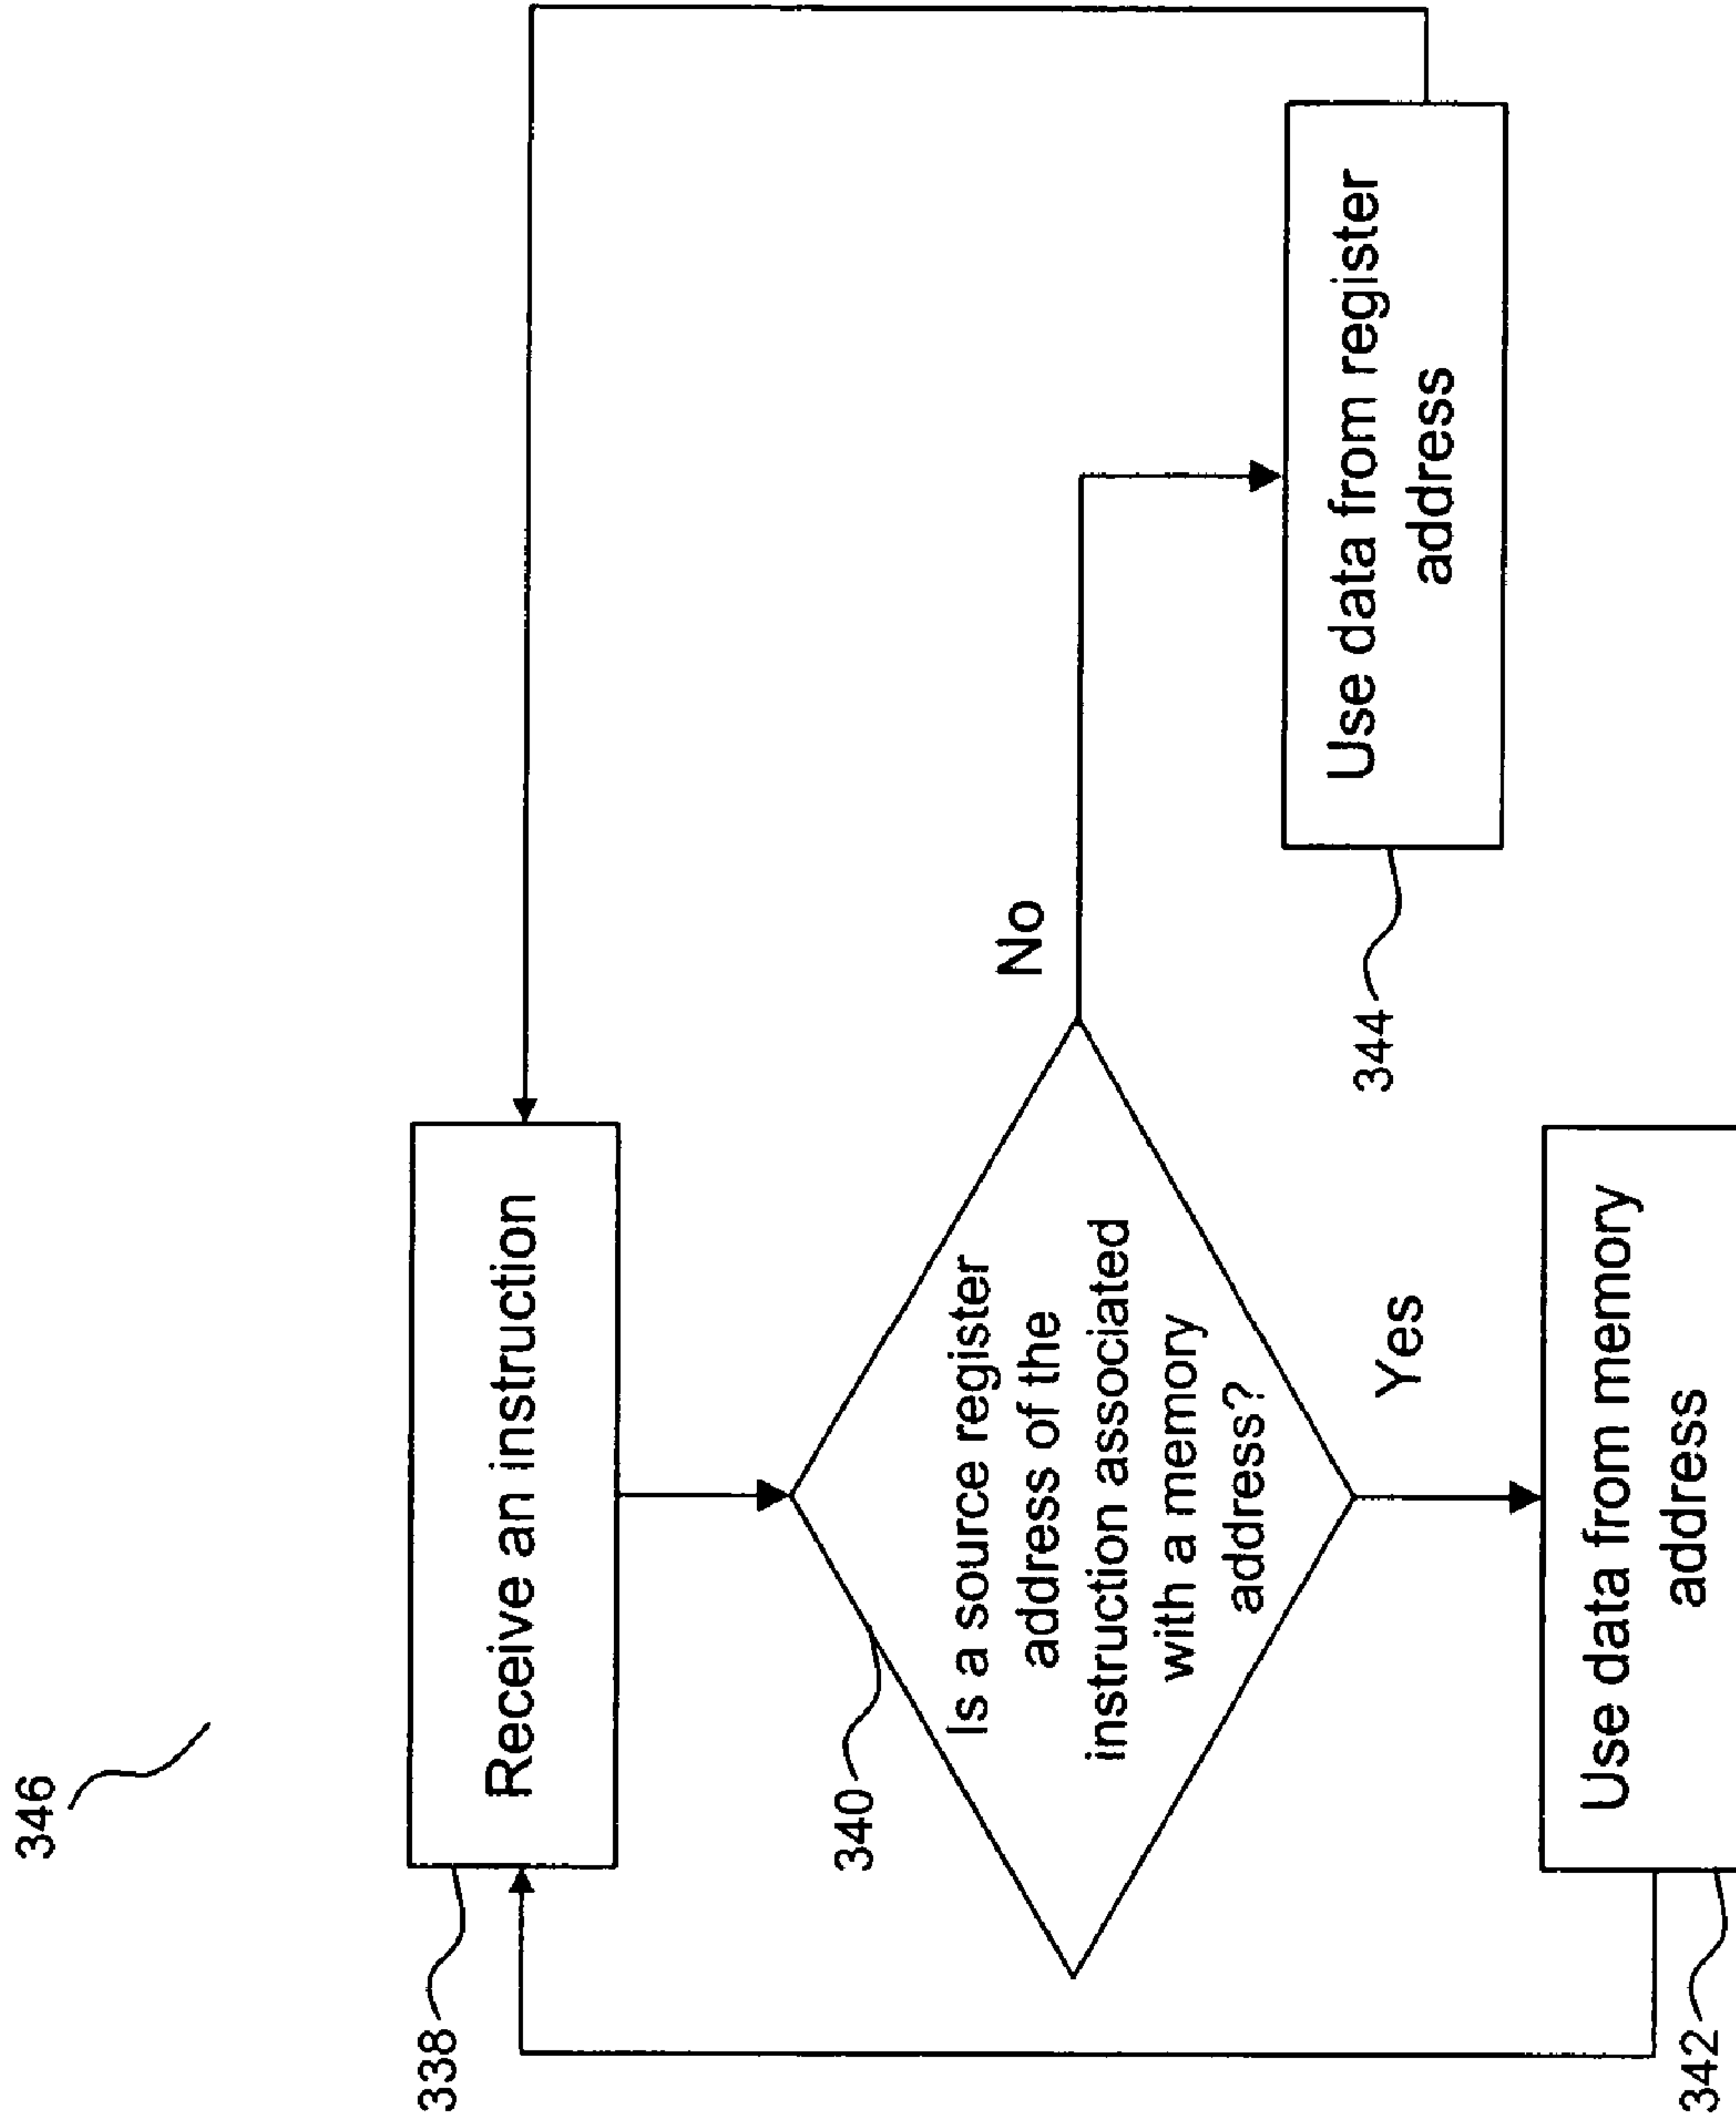 346
338
Receive an instruction
340
Is a source register
address of the
instruction associated
with a memory
address?
No
Yes
344
Use data from register
address
342
Use data from memory
address